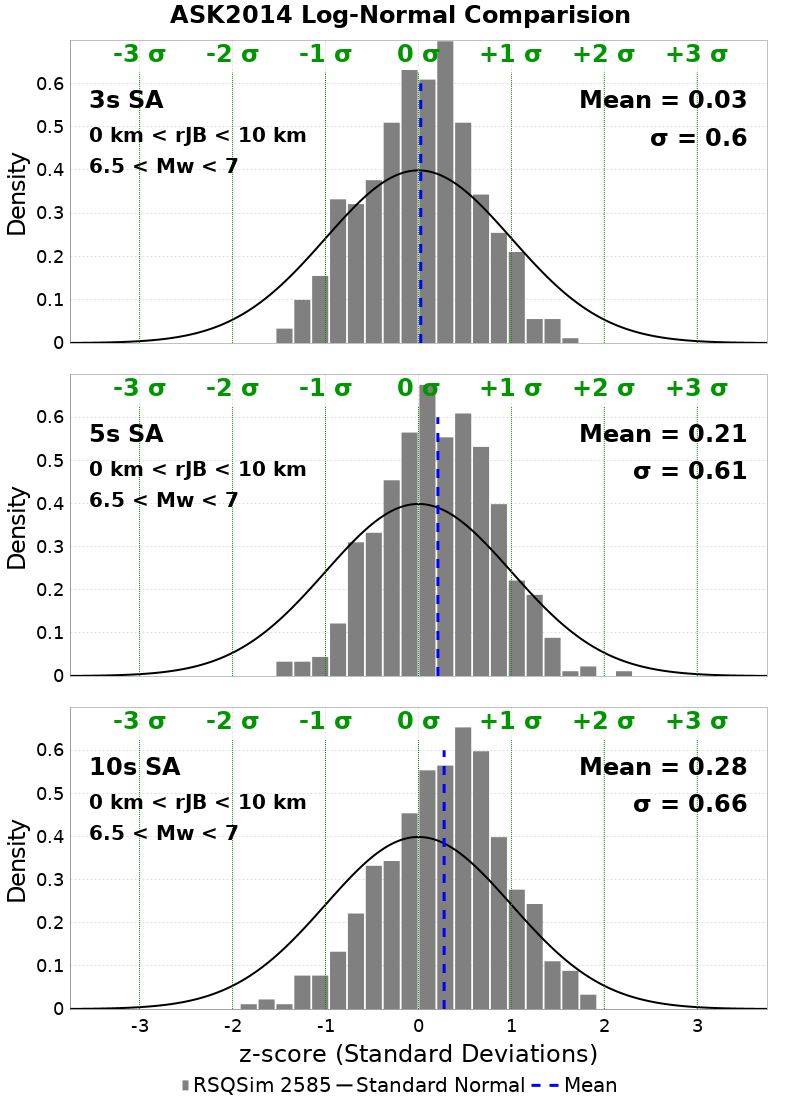 ASK2014 Log-Normal Comparision
-3 σ -2 σ -1 σ 0 σ +1 σ +2 σ +3 σ
0.6
0.5
0.4
0.3
0.2
0.1
0
Density
3s SA
0 km < rJB < 10 km
6.5 < Mw < 7
Mean = 0.03
σ = 0.6
-3 σ -2 σ -1 σ 0 σ +1 σ +2 σ +3 σ
0.6
0.5
0.4
0.3
0.2
0.1
0
Density
5s SA
0 km < rJB < 10 km
6.5 < Mw < 7
Mean = 0.21
σ = 0.61
-3 σ -2 σ -1 σ 0 σ +1 σ +2 σ +3 σ
0.6
0.5
0.4
0.3
0.2
0.1
0
Density
10s SA
0 km < rJB < 10 km
6.5 < Mw < 7
Mean = 0.28
σ = 0.66
-3 -2 -1 0 1 2 3
z-score (Standard Deviations)
RSQSim 2585 Standard Normal Mean